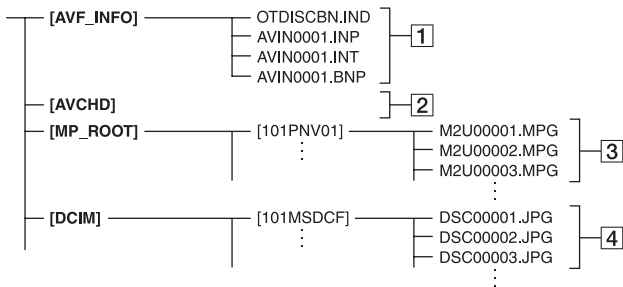 [AVF_INFO] OTDISCBN.IND
AVIN0001.INP 1
AVIN0001.INT
AVIN0001.BNP
[AVCHD] 2
[MP_ROOT] [101PNV01] M2U00001.MPG
M2U00002.MPG 3
M2U00003.MPG
[DCIM] [101MSDCF] DSC00001.JPG
DSC00002.JPG 4
DSC00003.JPG